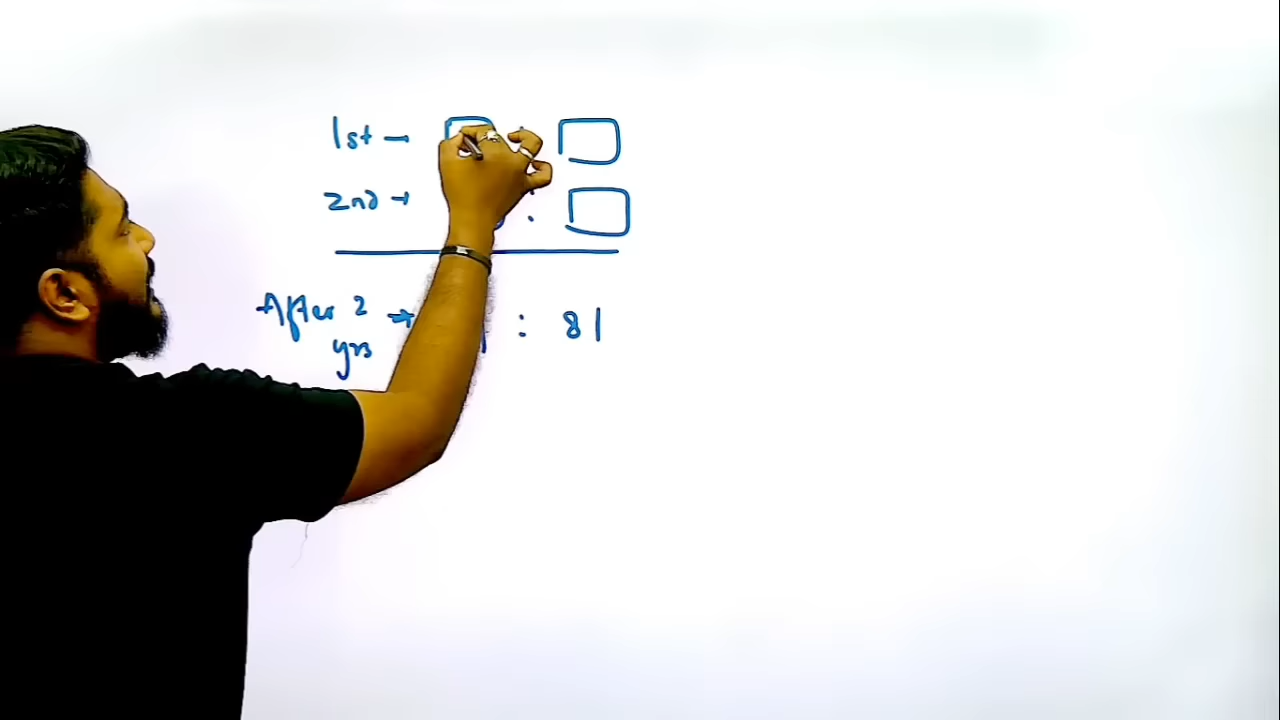 1st →
2nd → :
After 2 → : 81
yrs